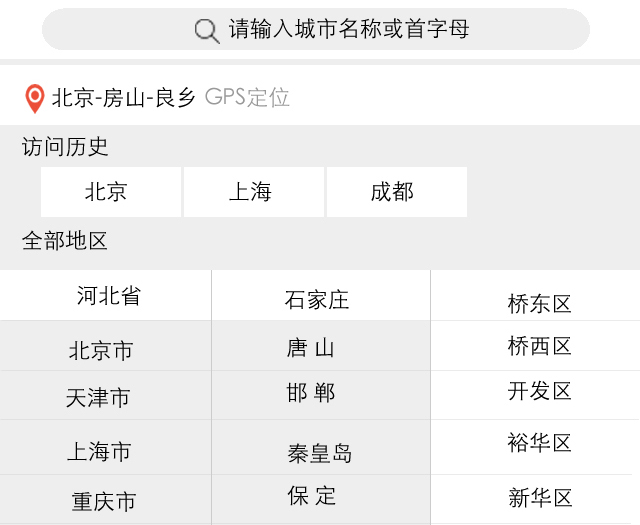 请输入城市名称或首字母
北京-房山-良乡 GPS定位
访问历史
北京 上海 成都
全部地区
河北省 石家庄 桥东区
北京市 唐山 桥西区
天津市 邯郸 开发区
上海市 秦皇岛 裕华区
重庆市 保定 新华区